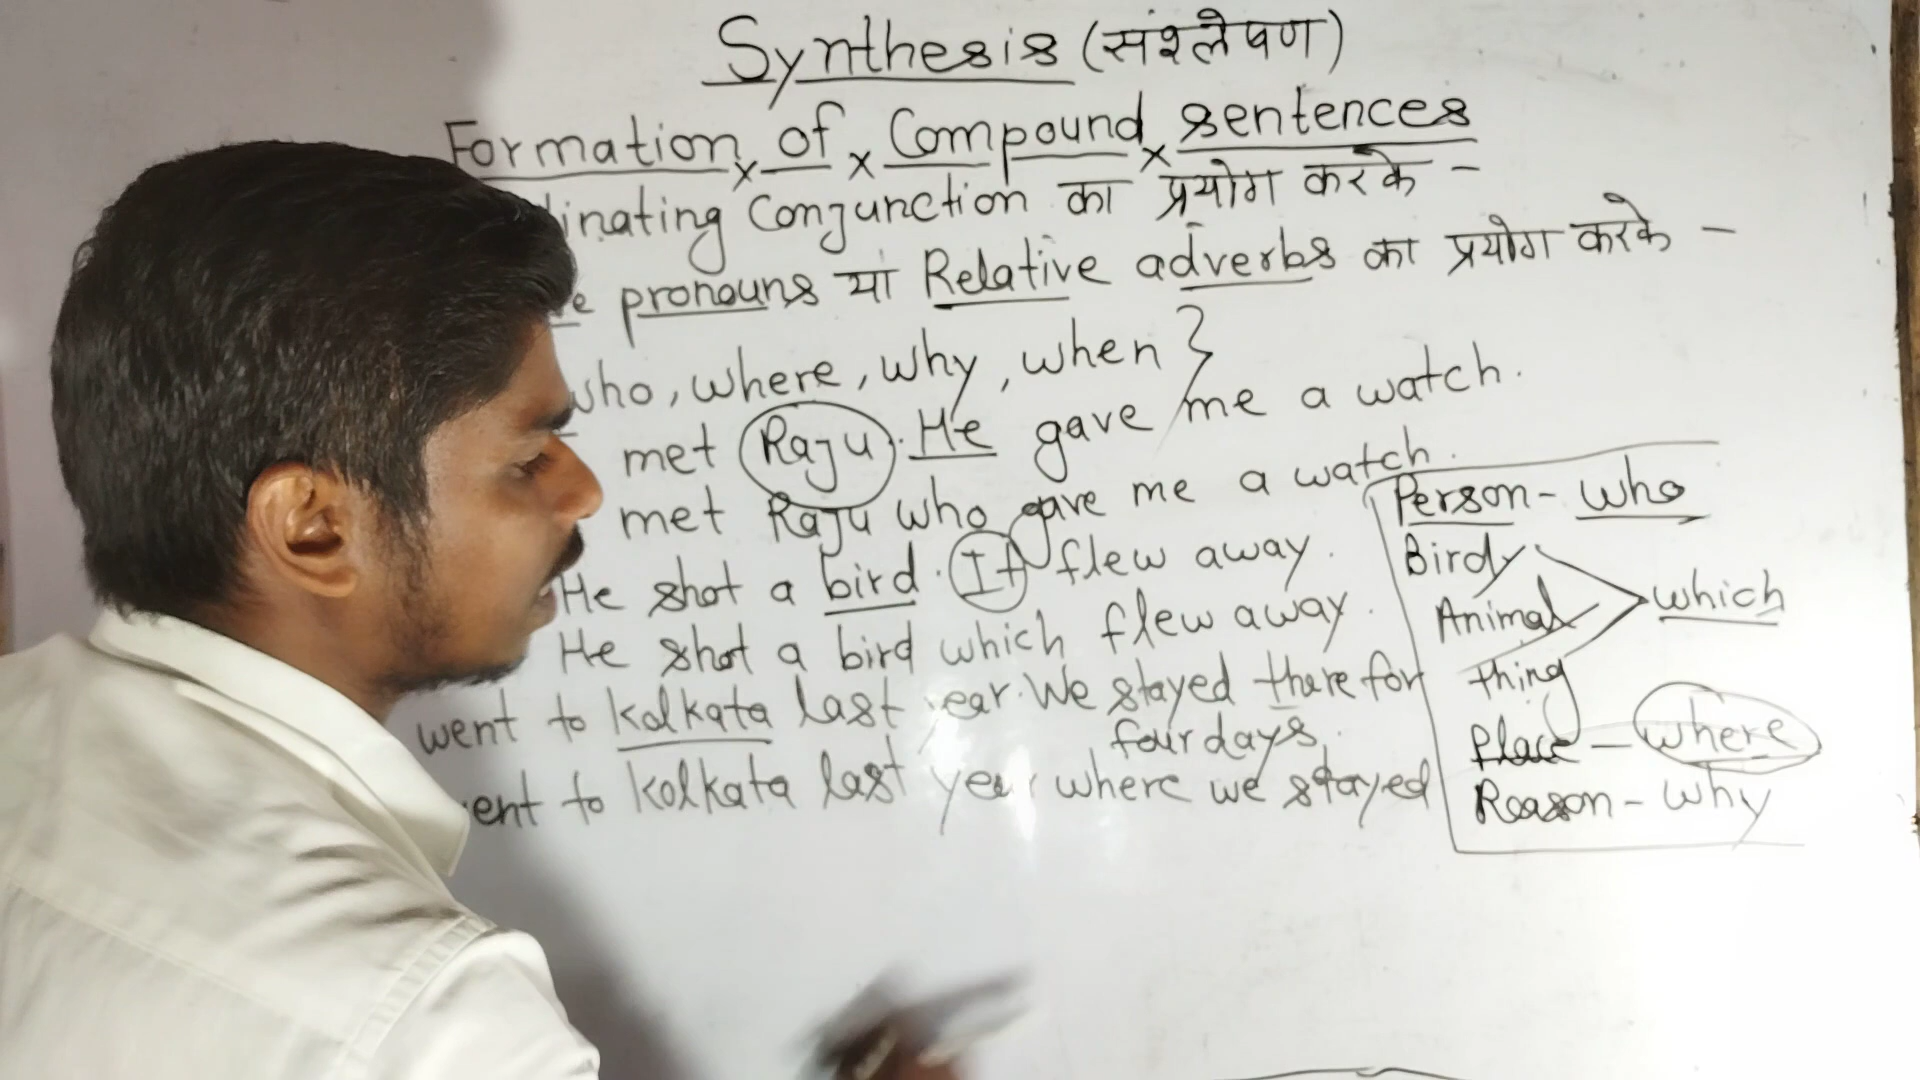 Synthesis (संश्लेषण)
Formation of Compound sentences
inating Conjunction का प्रयोग करके -
e pronouns या Relative adverbs का प्रयोग करके -
who, where, why, when }
met Raju. He gave me a watch.
met Raju who gave me a watch.
He shot a bird. It flew away.
He shot a bird which flew away.
went to Kolkata last year. We stayed there for
four days.
ent to Kolkata last year where we stayed
Person - who
Bird
Animal
which
thing
Place - where
Reason - why